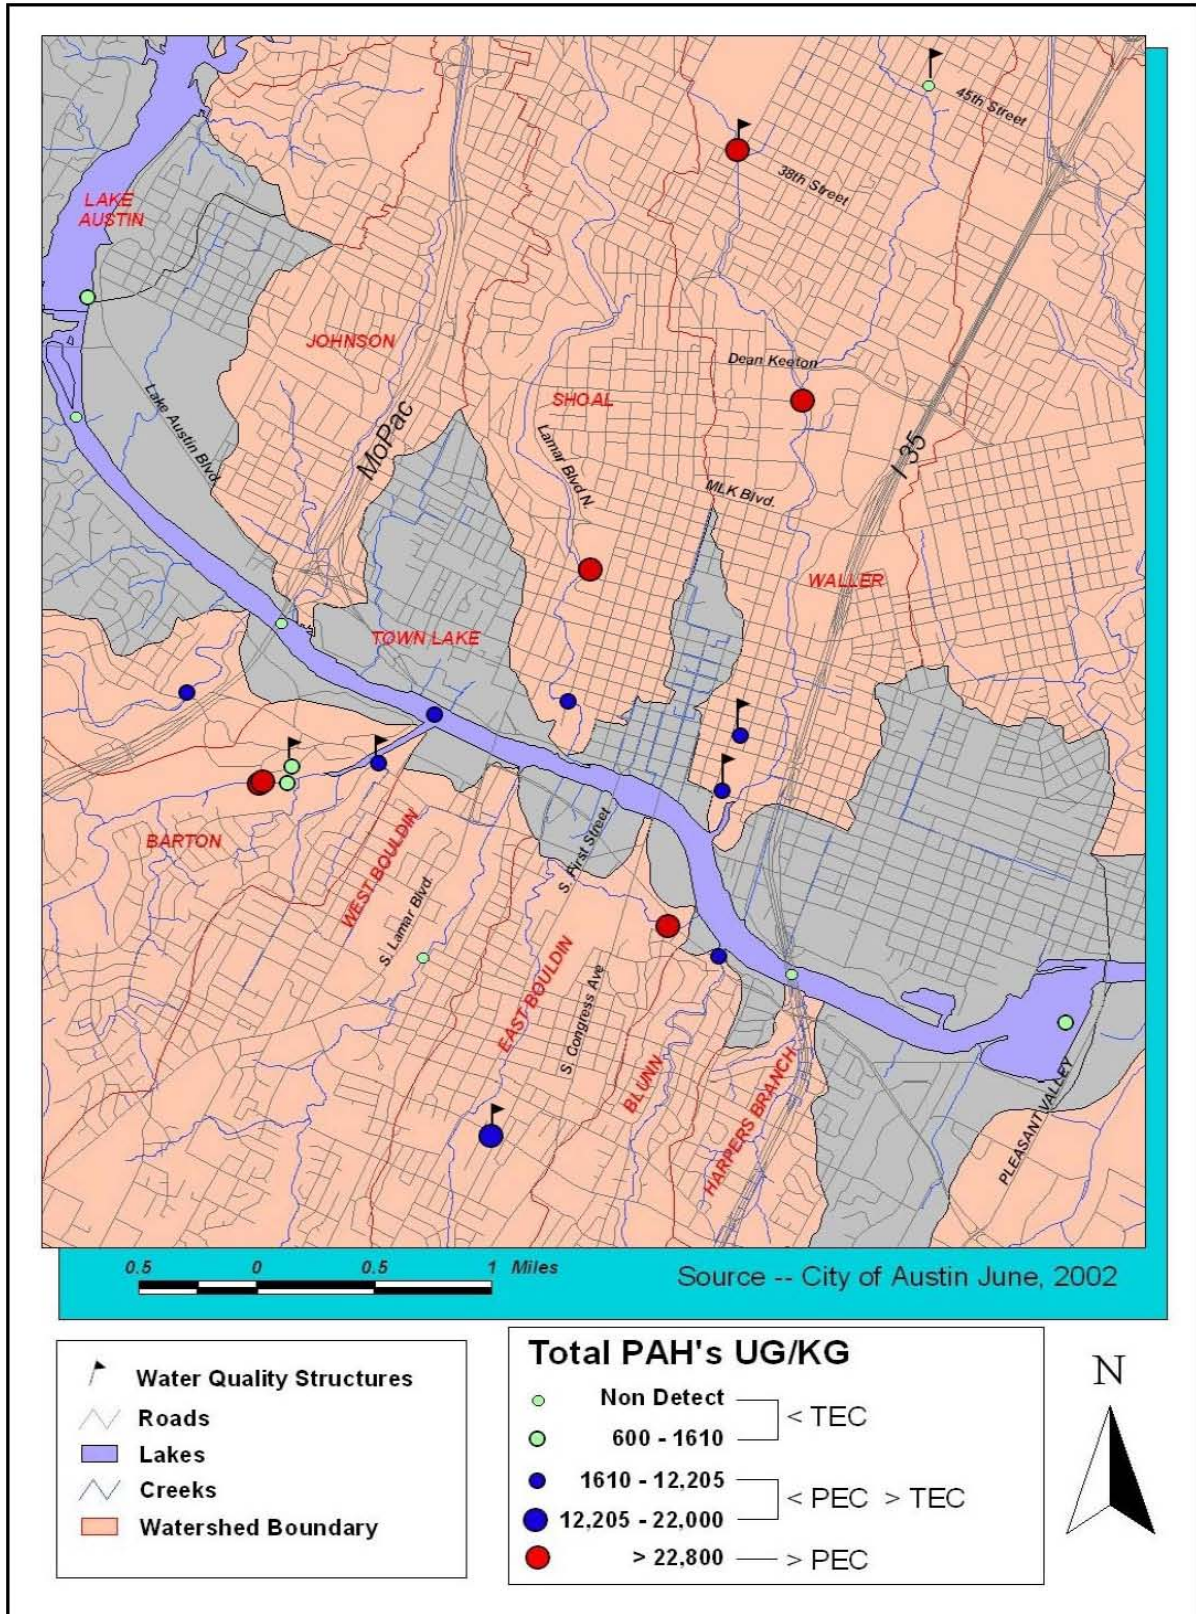 45th Street
38th Street
LAKE
AUSTIN
JOHNSON
Dean Keeton
SHOAL
Lake Austin Blvd.
MoPac
Lamar Blvd N.
I 35
MLK Blvd.
WALLER
TOWN LAKE
BARTON
WEST BOULDIN
S. First Street
S. Lamar Blvd.
EAST BOULDIN
S. Congress Ave
BLUNN
HARPERS BRANCH
PLEASANT VALLEY
0.5 0 0.5 1 Miles
Source -- City of Austin June, 2002
Water Quality Structures
Roads
Lakes
Creeks
Watershed Boundary
Total PAH's UG/KG
Non Detect
600 - 1610
< TEC
1610 - 12,205
12,205 - 22,000
< PEC > TEC
> 22,800
> PEC
N